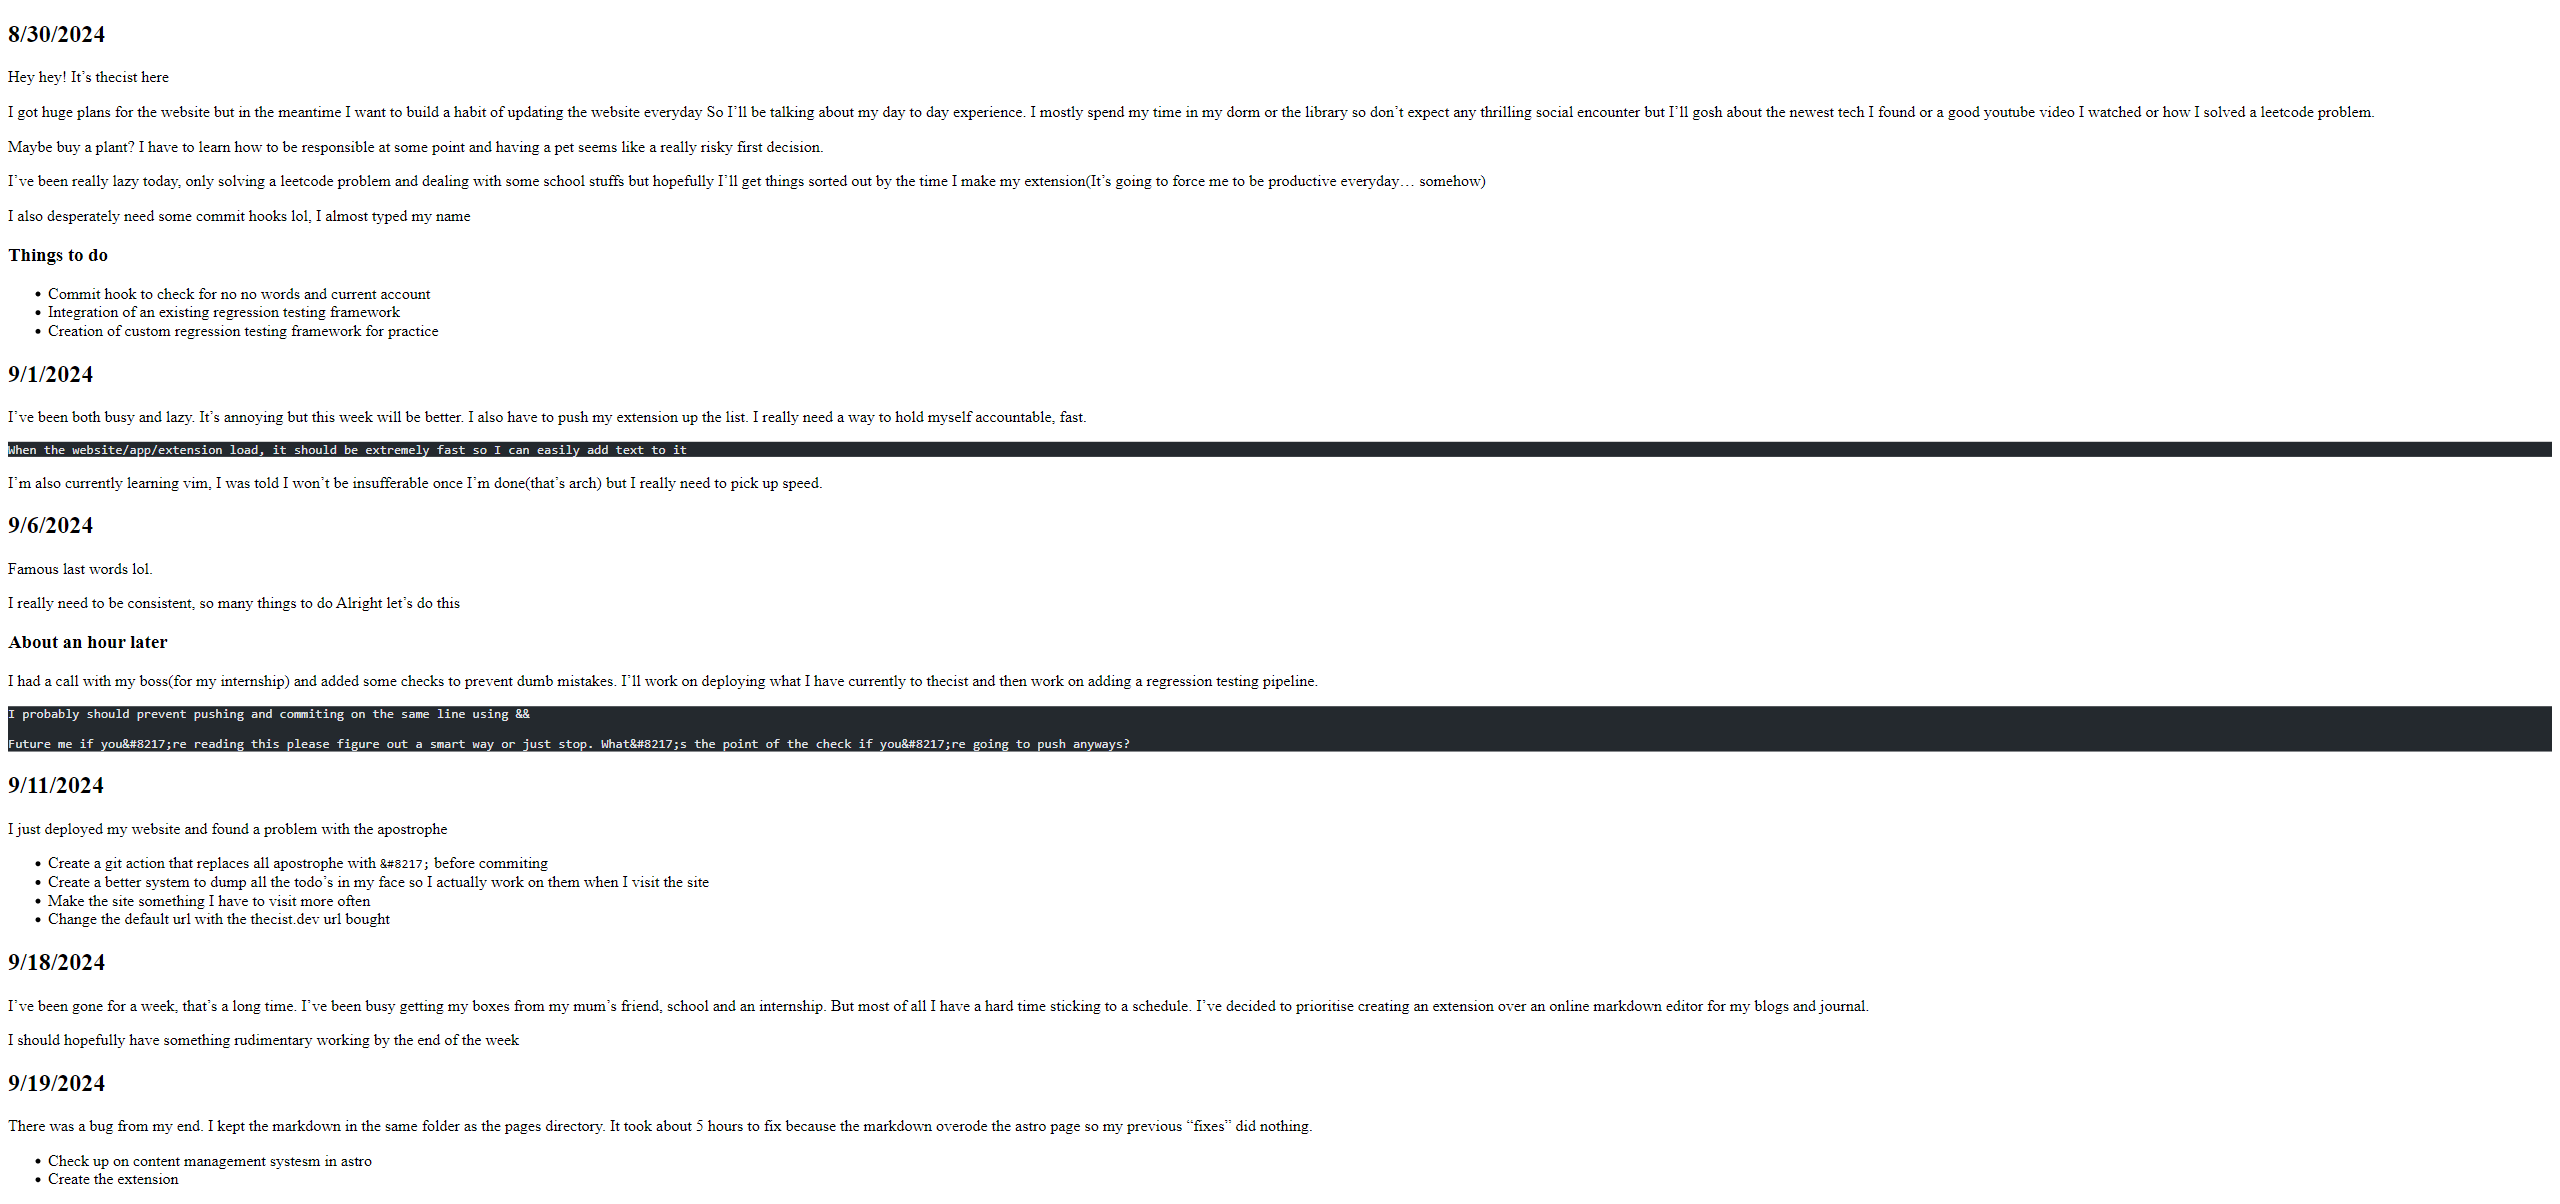 8/30/2024
Hey hey! It’s thecist here
I got huge plans for the website but in the meantime I want to build a habit of updating the website everyday So I’ll be talking about my day to day experience. I mostly spend my time in my dorm or the library so don’t expect any thrilling social encounter but I’ll gosh about the newest tech I found or a good youtube video I watched or how I solved a leetcode problem.
Maybe buy a plant? I have to learn how to be responsible at some point and having a pet seems like a really risky first decision.
I’ve been really lazy today, only solving a leetcode problem and dealing with some school stuffs but hopefully I’ll get things sorted out by the time I make my extension(It’s going to force me to be productive everyday… somehow)
I also desperately need some commit hooks lol, I almost typed my name
Things to do
• Commit hook to check for no no words and current account
• Integration of an existing regression testing framework
• Creation of custom regression testing framework for practice
9/1/2024
I’ve been both busy and lazy. It’s annoying but this week will be better. I also have to push my extension up the list. I really need a way to hold myself accountable, fast.
When the website/app/extension load, it should be extremely fast so I can easily add text to it
I’m also currently learning vim, I was told I won’t be insufferable once I’m done(that’s arch) but I really need to pick up speed.
9/6/2024
Famous last words lol.
I really need to be consistent, so many things to do Alright let’s do this
About an hour later
I had a call with my boss(for my internship) and added some checks to prevent dumb mistakes. I’ll work on deploying what I have currently to thecist and then work on adding a regression testing pipeline.
I probably should prevent pushing and commiting on the same line using &&
Future me if you&#8217;re reading this please figure out a smart way or just stop. What&#8217;s the point of the check if you&#8217;re going to push anyways?
9/11/2024
I just deployed my website and found a problem with the apostrophe
• Create a git action that replaces all apostrophe with &#8217; before commiting
• Create a better system to dump all the todo’s in my face so I actually work on them when I visit the site
• Make the site something I have to visit more often
• Change the default url with the thecist.dev url bought
9/18/2024
I’ve been gone for a week, that’s a long time. I’ve been busy getting my boxes from my mum’s friend, school and an internship. But most of all I have a hard time sticking to a schedule. I’ve decided to prioritise creating an extension over an online markdown editor for my blogs and journal.
I should hopefully have something rudimentary working by the end of the week
9/19/2024
There was a bug from my end. I kept the markdown in the same folder as the pages directory. It took about 5 hours to fix because the markdown overode the astro page so my previous “fixes” did nothing.
• Check up on content management systesm in astro
• Create the extension